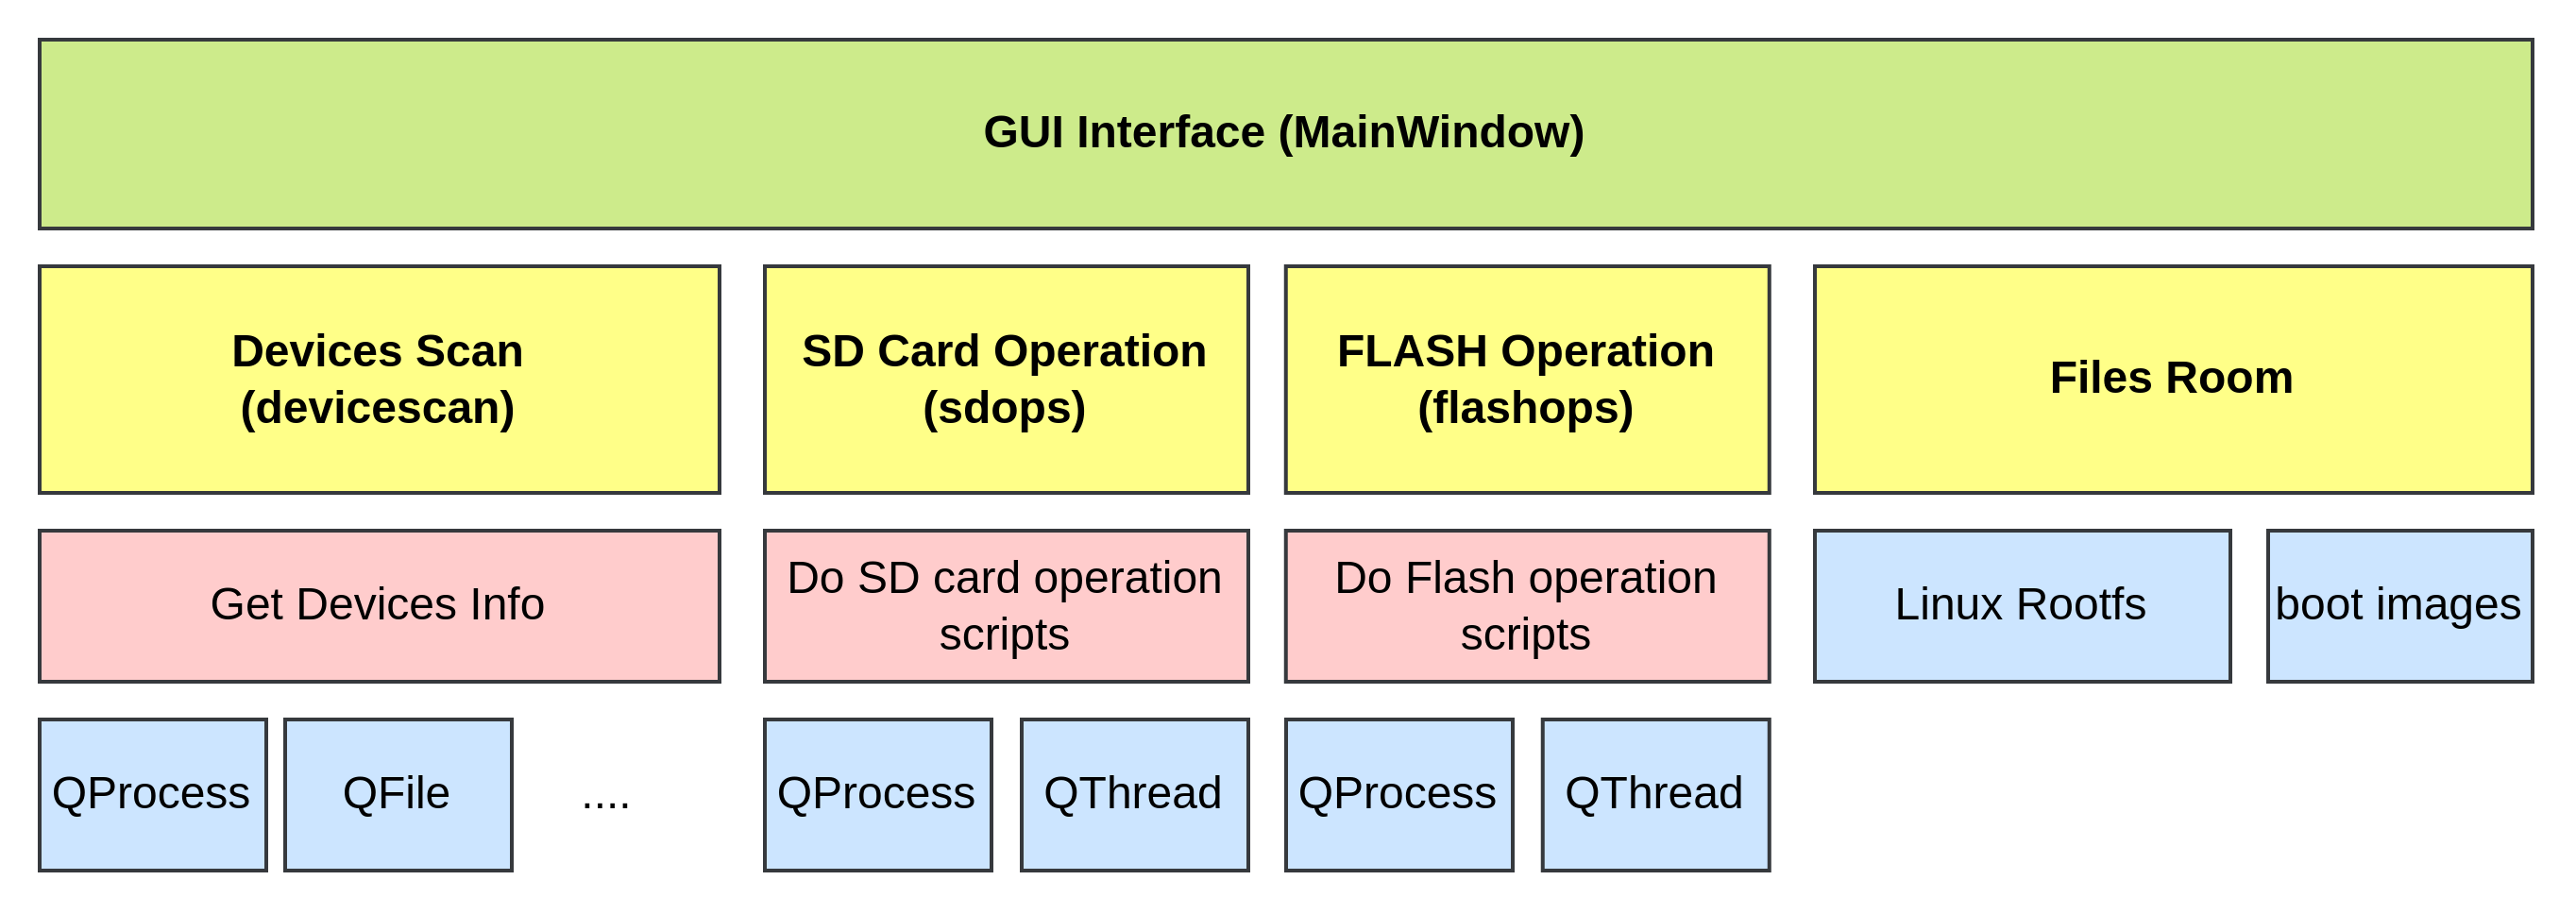 GUI Interface (MainWindow)
Devices Scan
(devicescan)
SD Card Operation
(sdops)
FLASH Operation
(flashops)
Files Room
Get Devices Info
Do SD card operation
scripts
Do Flash operation
scripts
Linux Rootfs
boot images
QProcess
QFile
....
QProcess
QThread
QProcess
QThread